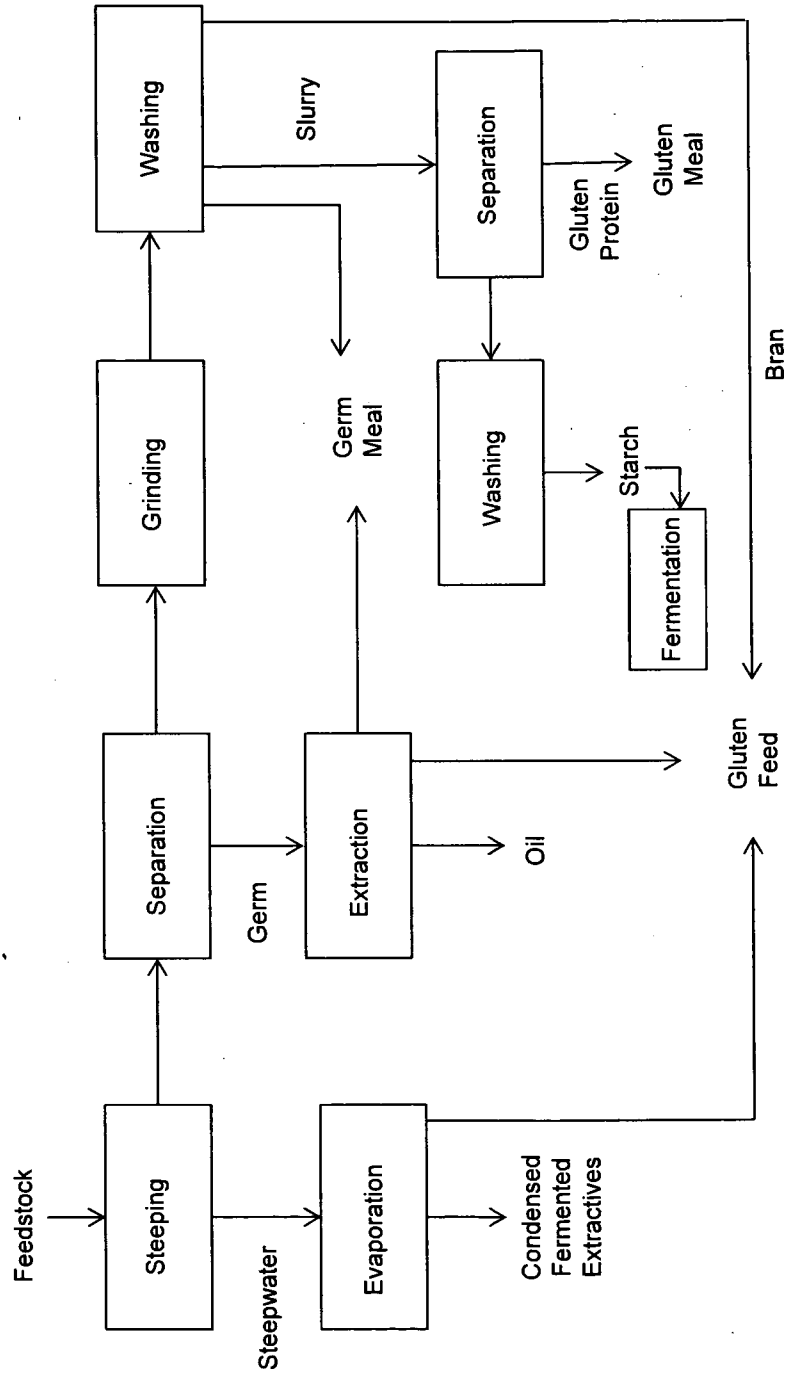 Feedstock
Steeping
Separation
Grinding
Washing
Steepwater
Germ
Slurry
Evaporation
Extraction
Germ
Meal
Washing
Separation
Condensed
Fermented
Extractives
Oil
Starch
Gluten
Protein
Gluten
Meal
Fermentation
Gluten
Feed
Bran